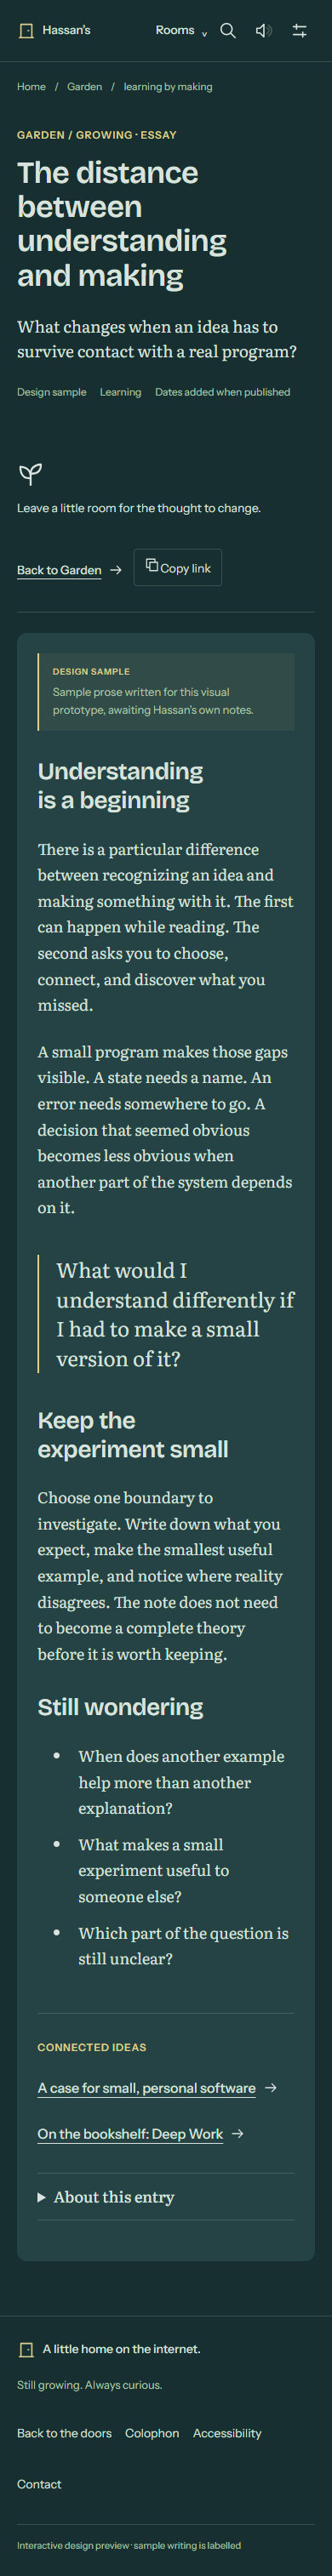 Hassan's
Rooms v
Home / Garden / learning by making
GARDEN / GROWING · ESSAY
The distance
between
understanding
and making
What changes when an idea has to
survive contact with a real program?
Design sample Learning Dates added when published
Leave a little room for the thought to change.
Back to Garden →
Copy link
DESIGN SAMPLE
Sample prose written for this visual
prototype, awaiting Hassan's own notes.
Understanding
is a beginning
There is a particular difference
between recognizing an idea and
making something with it. The first
can happen while reading. The
second asks you to choose,
connect, and discover what you
missed.
A small program makes those gaps
visible. A state needs a name. An
error needs somewhere to go. A
decision that seemed obvious
becomes less obvious when
another part of the system depends
on it.
What would I
understand differently if
I had to make a small
version of it?
Keep the
experiment small
Choose one boundary to
investigate. Write down what you
expect, make the smallest useful
example, and notice where reality
disagrees. The note does not need
to become a complete theory
before it is worth keeping.
Still wondering
• When does another example
help more than another
explanation?
• What makes a small
experiment useful to
someone else?
• Which part of the question is
still unclear?
CONNECTED IDEAS
A case for small, personal software →
On the bookshelf: Deep Work →
▶ About this entry
A little home on the internet.
Still growing. Always curious.
Back to the doors Colophon Accessibility
Contact
Interactive design preview · sample writing is labelled